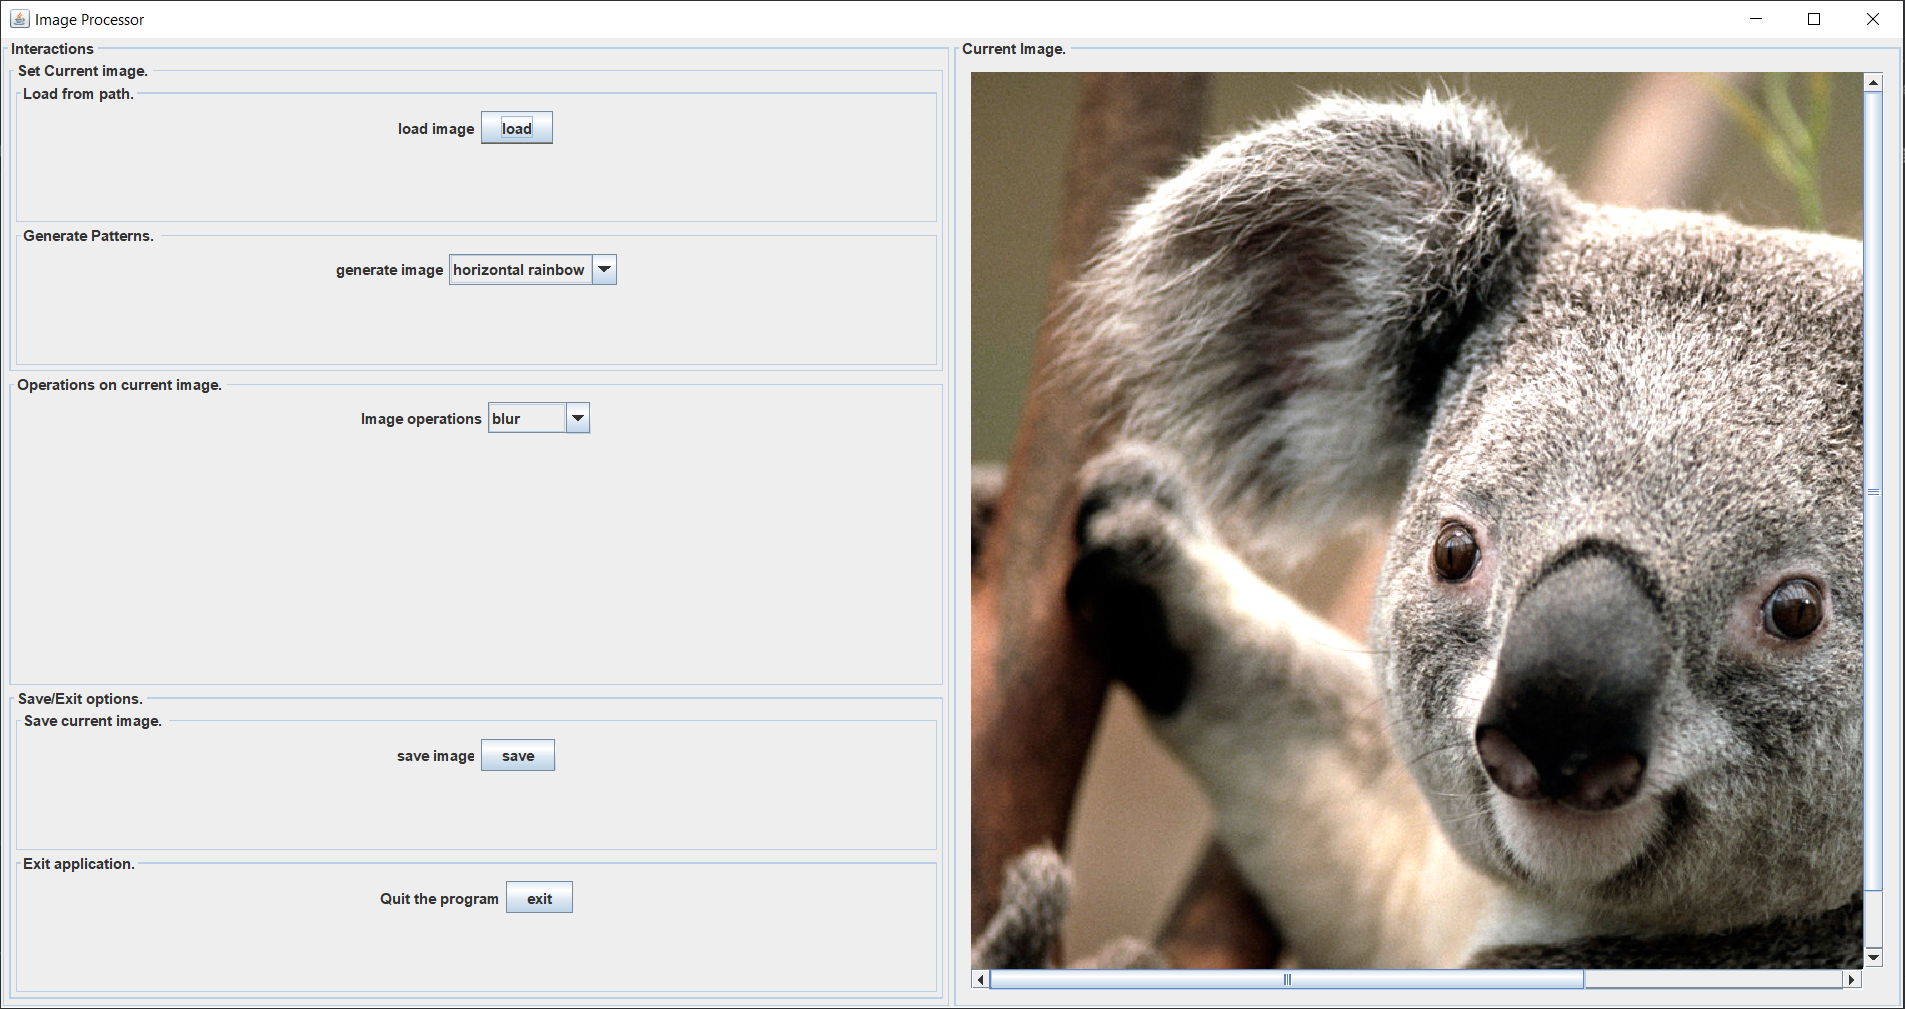 Image Processor
Interactions
Set Current image.
Load from path.
load image load
Generate Patterns.
generate image horizontal rainbow
Operations on current image.
Image operations blur
Save/Exit options.
Save current image.
save image save
Exit application.
Quit the program exit
Current Image.